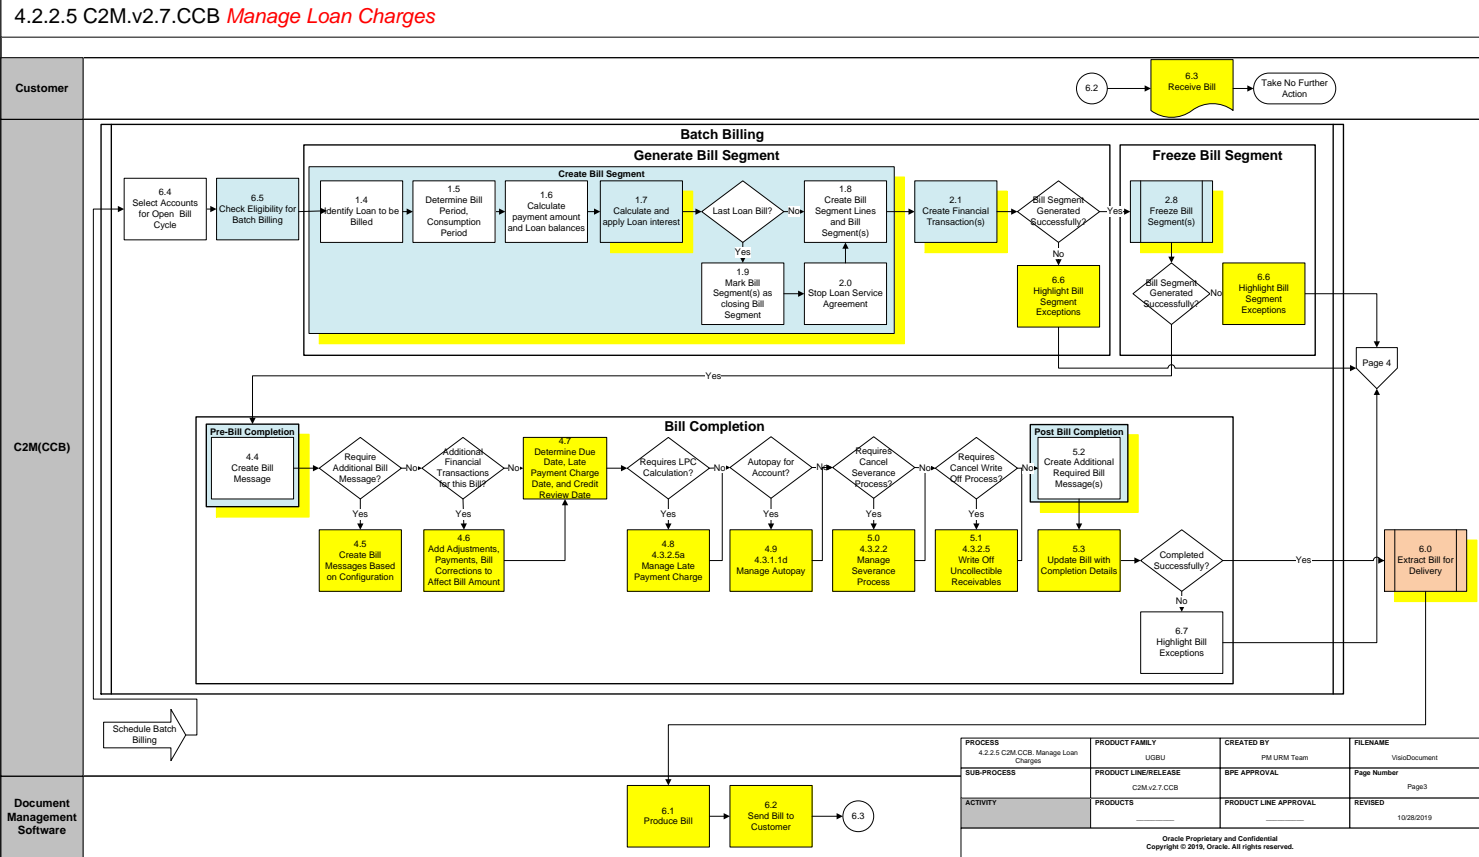 4.2.2.5 C2M.v2.7.CCB Manage Loan Charges
Customer
6.2
6.3
Receive Bill
Take No Further
Action
C2M(CCB)
Batch Billing
Generate Bill Segment
Freeze Bill Segment
Create Bill Segment
6.4
Select Accounts
for Open Bill
Cycle
6.5
Check Eligibility for
Batch Billing
1.4
Identify Loan to be
Billed
1.5
Determine Bill
Period,
Consumption
Period
1.6
Calculate
payment amount
and Loan balances
1.7
Calculate and
apply Loan interest
Last Loan Bill?
No
Yes
1.8
Create Bill
Segment Lines
and Bill
Segment(s)
1.9
Mark Bill
Segment(s) as
closing Bill
Segment
2.0
Stop Loan Service
Agreement
2.1
Create Financial
Transaction(s)
Bill Segment
Generated
Successfully?
Yes
No
6.6
Highlight Bill
Segment
Exceptions
2.8
Freeze Bill
Segment(s)
Bill Segment
Generated
Successfully?
No
6.6
Highlight Bill
Segment
Exceptions
Page 4
Yes
Bill Completion
Pre-Bill Completion
4.4
Create Bill
Message
Require
Additional Bill
Message?
No
Yes
4.5
Create Bill
Messages Based
on Configuration
Additional
Financial
Transactions
for this Bill?
No
Yes
4.6
Add Adjustments,
Payments, Bill
Corrections to
Affect Bill Amount
4.7
Determine Due
Date, Late
Payment Charge
Date, and Credit
Review Date
Requires LPC
Calculation?
No
Yes
4.8
4.3.2.5a
Manage Late
Payment Charge
Autopay for
Account?
No
Yes
4.9
4.3.1.1d
Manage Autopay
Requires
Cancel
Severance
Process?
No
Yes
5.0
4.3.2.2
Manage
Severance
Process
Requires
Cancel Write
Off Process?
No
Yes
5.1
4.3.2.5
Write Off
Uncollectible
Receivables
Post Bill Completion
5.2
Create Additional
Required Bill
Message(s)
5.3
Update Bill with
Completion Details
Completed
Successfully?
Yes
No
6.7
Highlight Bill
Exceptions
6.0
Extract Bill for
Delivery
Schedule Batch
Billing
Document
Management
Software
6.1
Produce Bill
6.2
Send Bill to
Customer
6.3
PROCESS
4.2.2.5 C2M.CCB. Manage Loan
Charges
PRODUCT FAMILY
UGBU
CREATED BY
PM URM Team
FILENAME
VisioDocument
SUB-PROCESS
PRODUCT LINE/RELEASE
C2M.v2.7.CCB
BPE APPROVAL
Page Number
Page3
ACTIVITY
PRODUCTS
PRODUCT LINE APPROVAL
REVISED
10/28/2019
Oracle Proprietary and Confidential
Copyright © 2019, Oracle. All rights reserved.